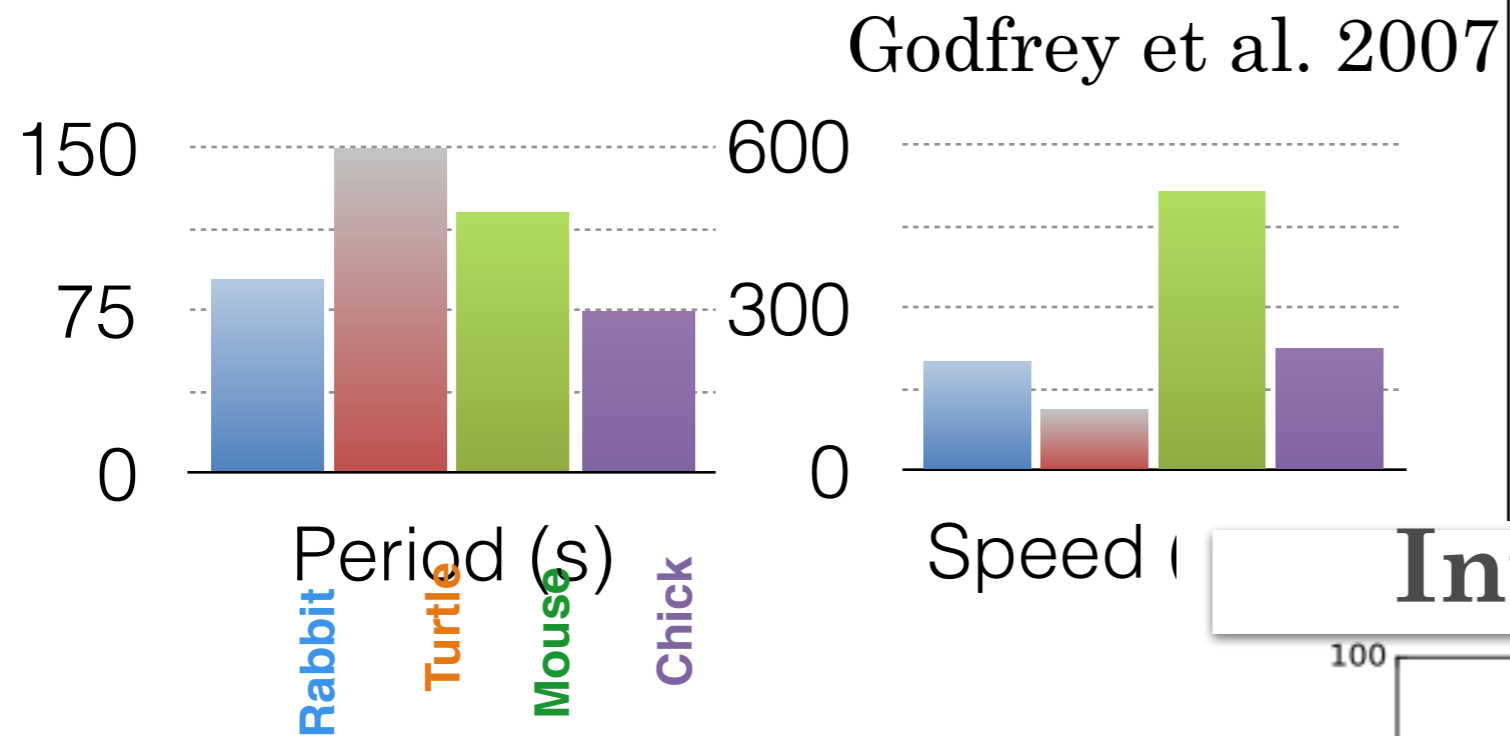 Godfrey et al. 2007
150
75
0
Period (s)
Rabbit
Turtle
Mouse
Chick
600
300
0
Speed (
In
100